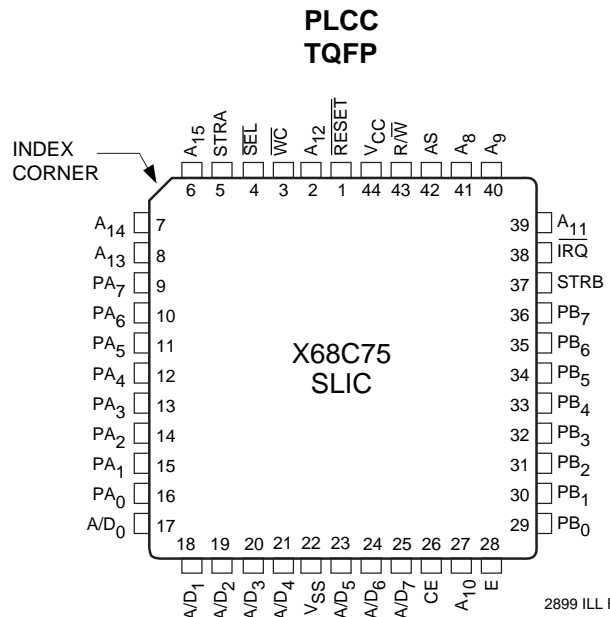 PLCC
TQFP
INDEX
CORNER
A15 STRA SEL WC A12 RESET VCC R/W AS A8 A9
6 5 4 3 2 1 44 43 42 41 40
A14 7
A13 8
PA7 9
PA6 10
PA5 11
PA4 12
PA3 13
PA2 14
PA1 15
PA0 16
A/D0 17
X68C75
SLIC
39 A11
38 IRQ
37 STRB
36 PB7
35 PB6
34 PB5
33 PB4
32 PB3
31 PB2
30 PB1
29 PB0
18 19 20 21 22 23 24 25 26 27 28
A/D1 A/D2 A/D3 A/D4 VSS A/D5 A/D6 A/D7 CE A10 E
2899 ILL